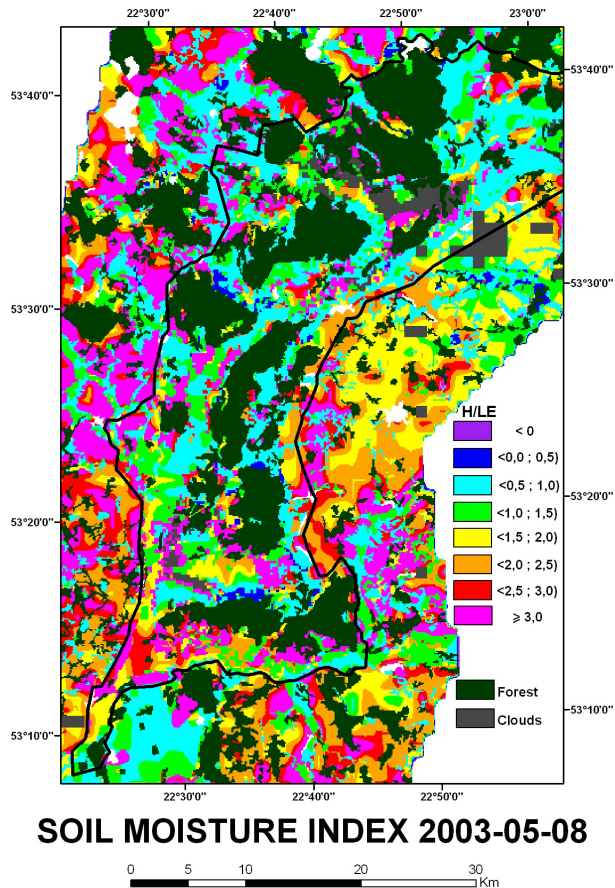 22°30'0" 22°40'0" 22°50'0" 23°0'0"
53°40'0" 53°40'0"
53°30'0" 53°30'0"
H/LE
< 0
<0,0 ; 0,5)
<0,5 ; 1,0)
<1,0 ; 1,5)
<1,5 ; 2,0)
<2,0 ; 2,5)
<2,5 ; 3,0)
⩾ 3,0
53°20'0" 53°20'0"
Forest
Clouds
53°10'0" 53°10'0"
22°30'0" 22°40'0" 22°50'0"
SOIL MOISTURE INDEX 2003-05-08
0 5 10 20 30
Km